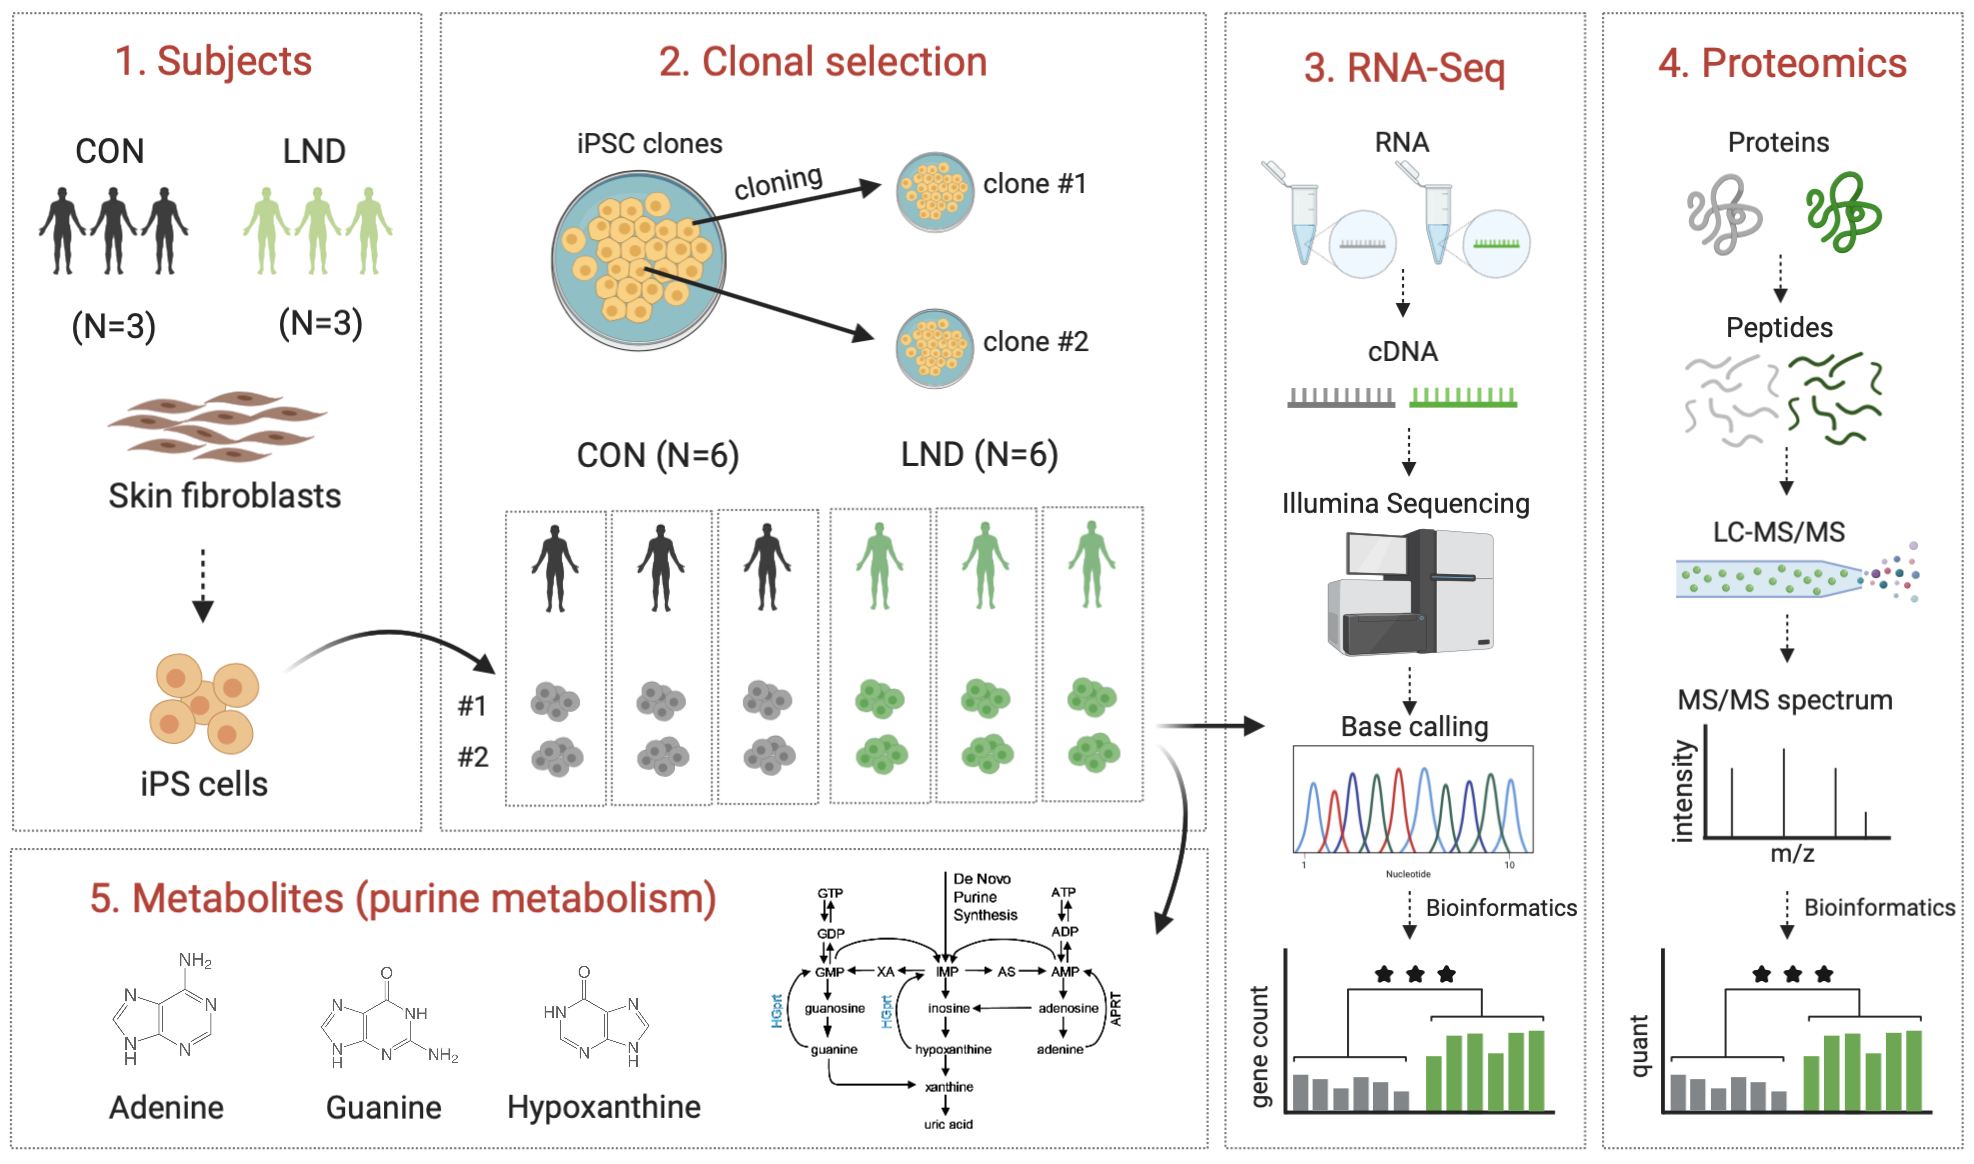 1. Subjects
CON
LND
(N=3)
(N=3)
Skin fibroblasts
iPS cells
2. Clonal selection
iPSC clones
cloning
clone #1
clone #2
CON (N=6)
LND (N=6)
#1
#2
3. RNA-Seq
RNA
cDNA
Illumina Sequencing
Base calling
1
10
Nucleotide
Bioinformatics
gene count
4. Proteomics
Proteins
Peptides
LC-MS/MS
MS/MS spectrum
intensity
m/z
Bioinformatics
quant
5. Metabolites (purine metabolism)
NH₂
N
N
N
H
N
Adenine
O
N
NH
N
H
N
NH₂
Guanine
O
HN
N
N
N
H
Hypoxanthine
De Novo
Purine
Synthesis
GTP
ATP
GDP
ADP
GMP
XA
IMP
AS
AMP
HGprt
HGprt
APRT
guanosine
inosine
adenosine
guanine
hypoxanthine
adenine
xanthine
uric acid